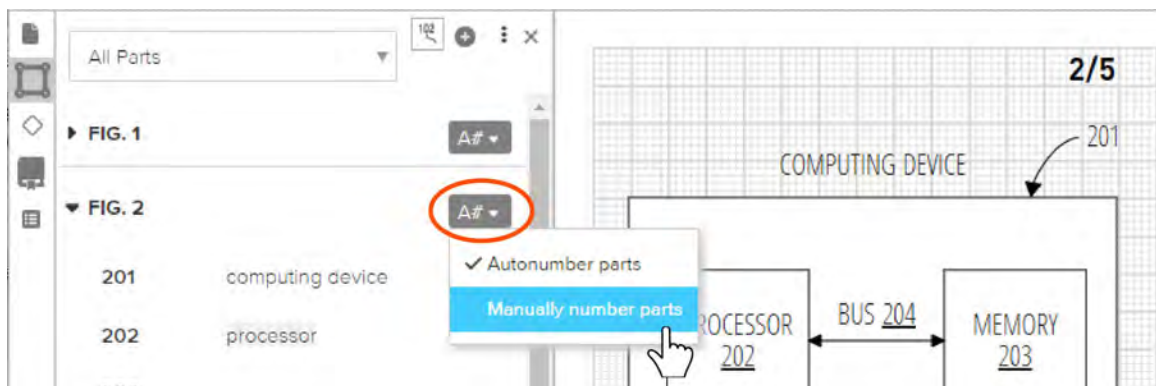 102
All Parts
2/5
FIG. 1
A#
201
COMPUTING DEVICE
FIG. 2
A#
Autonumber parts
201 computing device
Manually number parts
202 processor
ROCESSOR
202
BUS 204
MEMORY
203